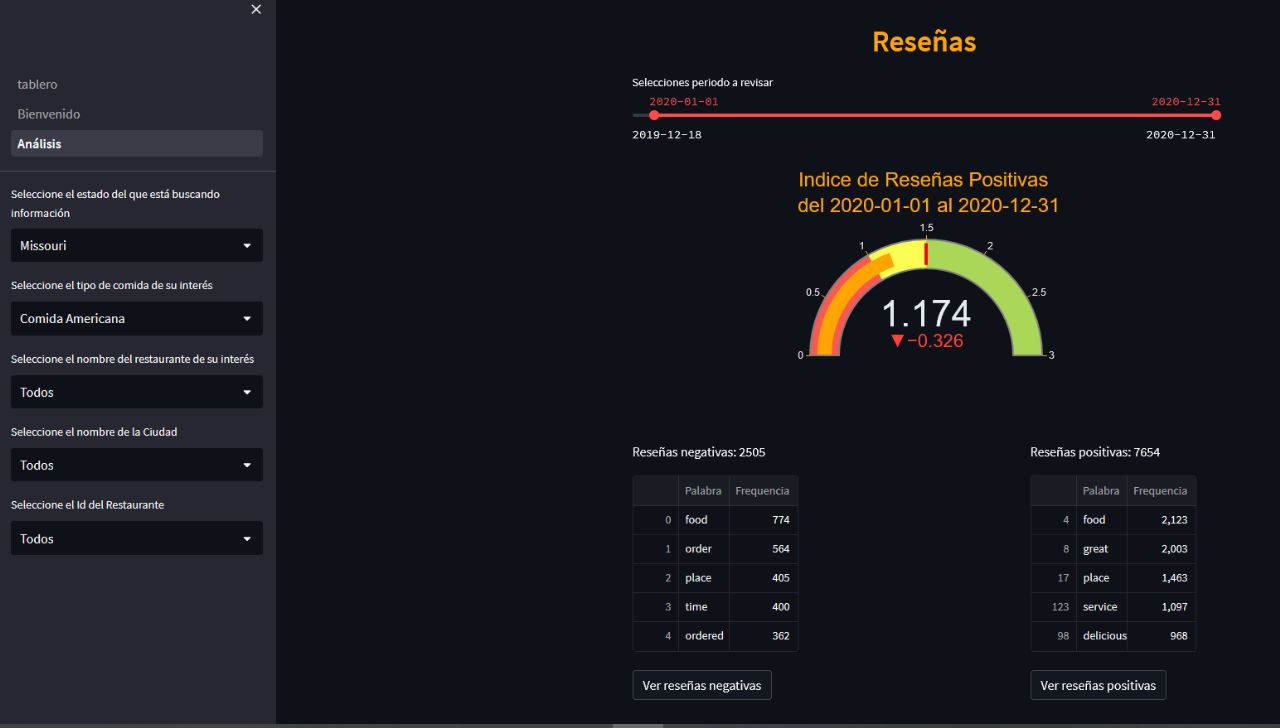 ×
tablero
Bienvenido
Análisis
Seleccione el estado del que está buscando
información
Missouri
Seleccione el tipo de comida de su interés
Comida Americana
Seleccione el nombre del restaurante de su interés
Todos
Seleccione el nombre de la Ciudad
Todos
Seleccione el Id del Restaurante
Todos
Reseñas
Selecciones periodo a revisar
2020-01-01 2020-12-31
2019-12-18 2020-12-31
Indice de Reseñas Positivas
del 2020-01-01 al 2020-12-31
1.5
1 2
0.5 2.5
1.174
▼−0.326
0 3
Reseñas negativas: 2505
Palabra Frequencia
0 food 774
1 order 564
2 place 405
3 time 400
4 ordered 362
Ver reseñas negativas
Reseñas positivas: 7654
Palabra Frequencia
4 food 2,123
8 great 2,003
17 place 1,463
123 service 1,097
98 delicious 968
Ver reseñas positivas